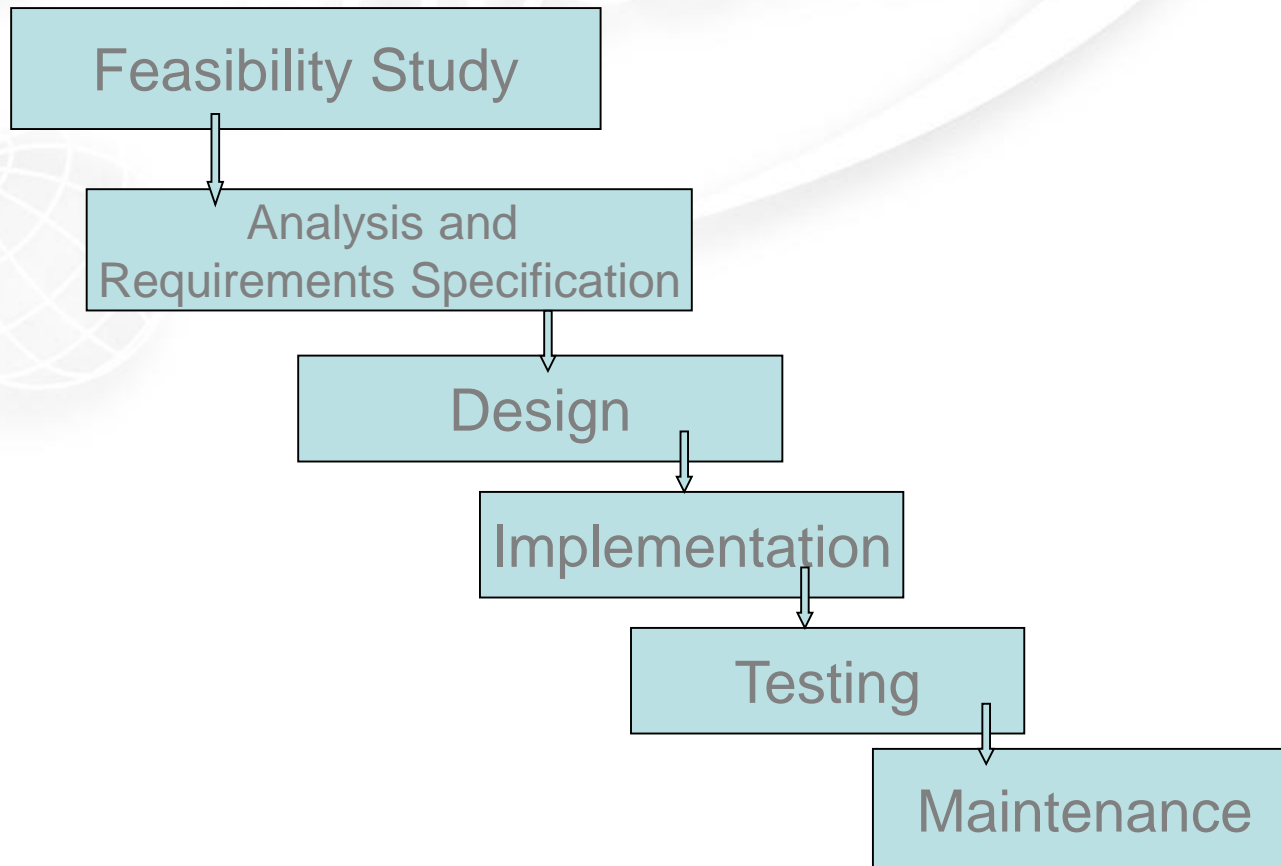 Feasibility Study
Analysis and
Requirements Specification
Design
Implementation
Testing
Maintenance